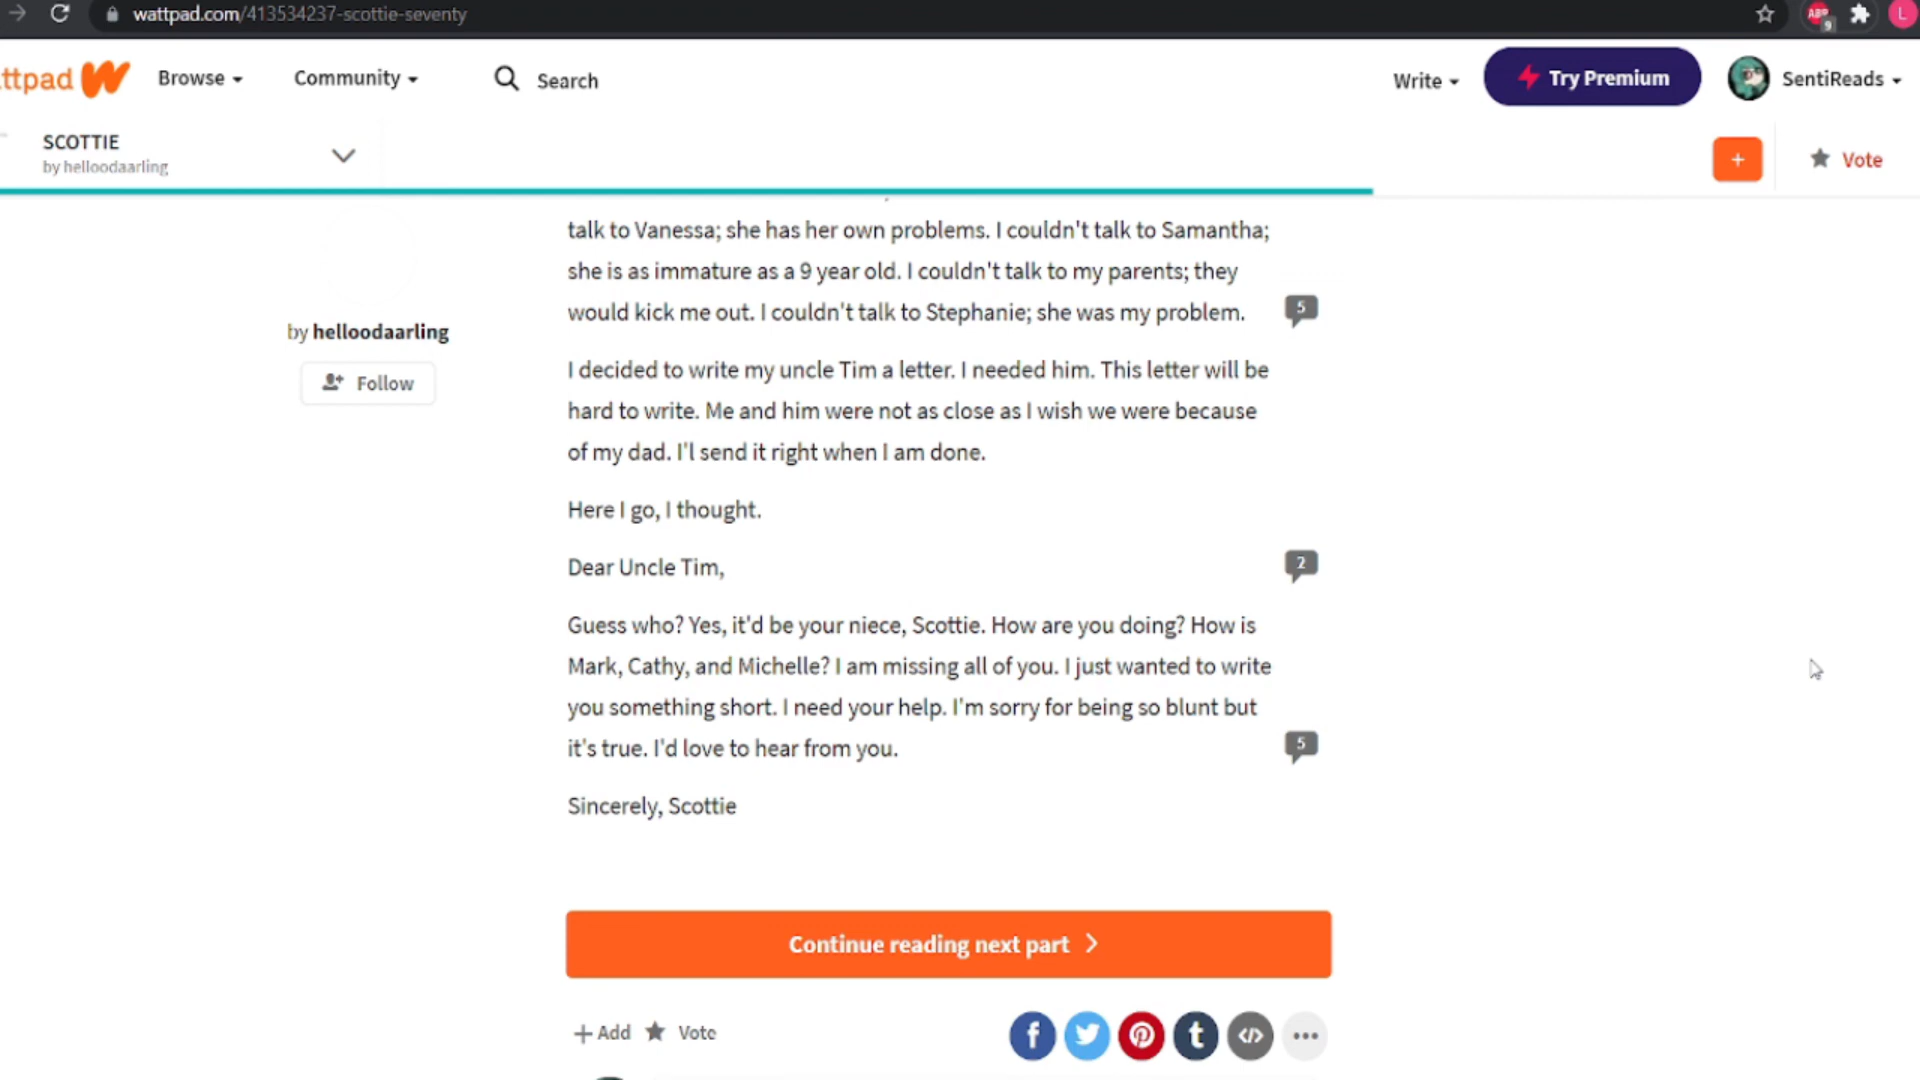 wattpad.com/413534237-scottie-seventy
ABP
9
L
ttpad
Browse
Community
Search
Write
Try Premium
SentiReads
SCOTTIE
by helloodaarling
+
Vote
talk to Vanessa; she has her own problems. I couldn't talk to Samantha;
she is as immature as a 9 year old. I couldn't talk to my parents; they
would kick me out. I couldn't talk to Stephanie; she was my problem.
5
by helloodaarling
Follow
I decided to write my uncle Tim a letter. I needed him. This letter will be
hard to write. Me and him were not as close as I wish we were because
of my dad. I'l send it right when I am done.
Here I go, I thought.
Dear Uncle Tim,
2
Guess who? Yes, it'd be your niece, Scottie. How are you doing? How is
Mark, Cathy, and Michelle? I am missing all of you. I just wanted to write
you something short. I need your help. I'm sorry for being so blunt but
it's true. I'd love to hear from you.
5
Sincerely, Scottie
Continue reading next part
+ Add
Vote